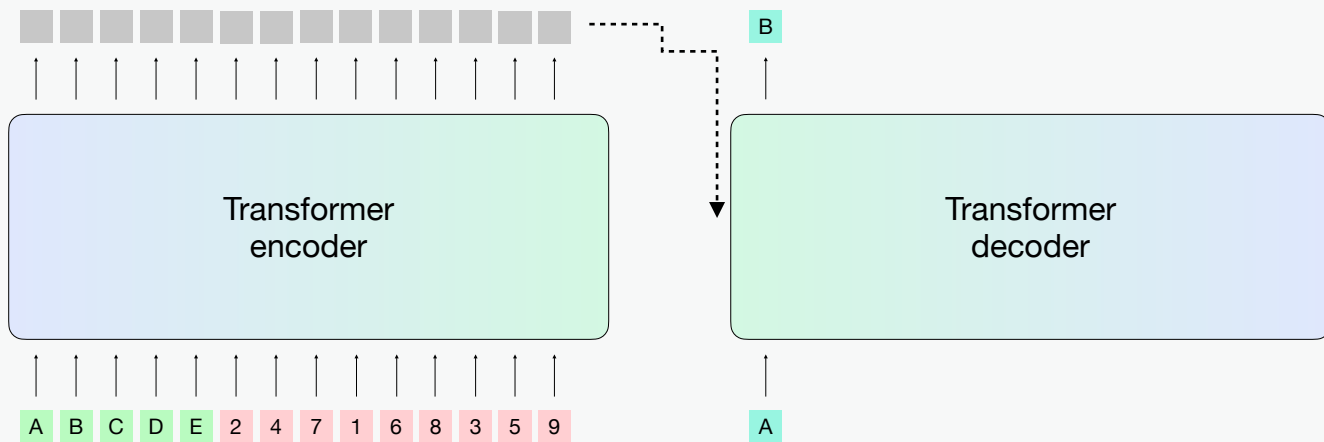 B
Transformer
encoder
Transformer
decoder
A B C D E 2 4 7 1 6 8 3 5 9
A